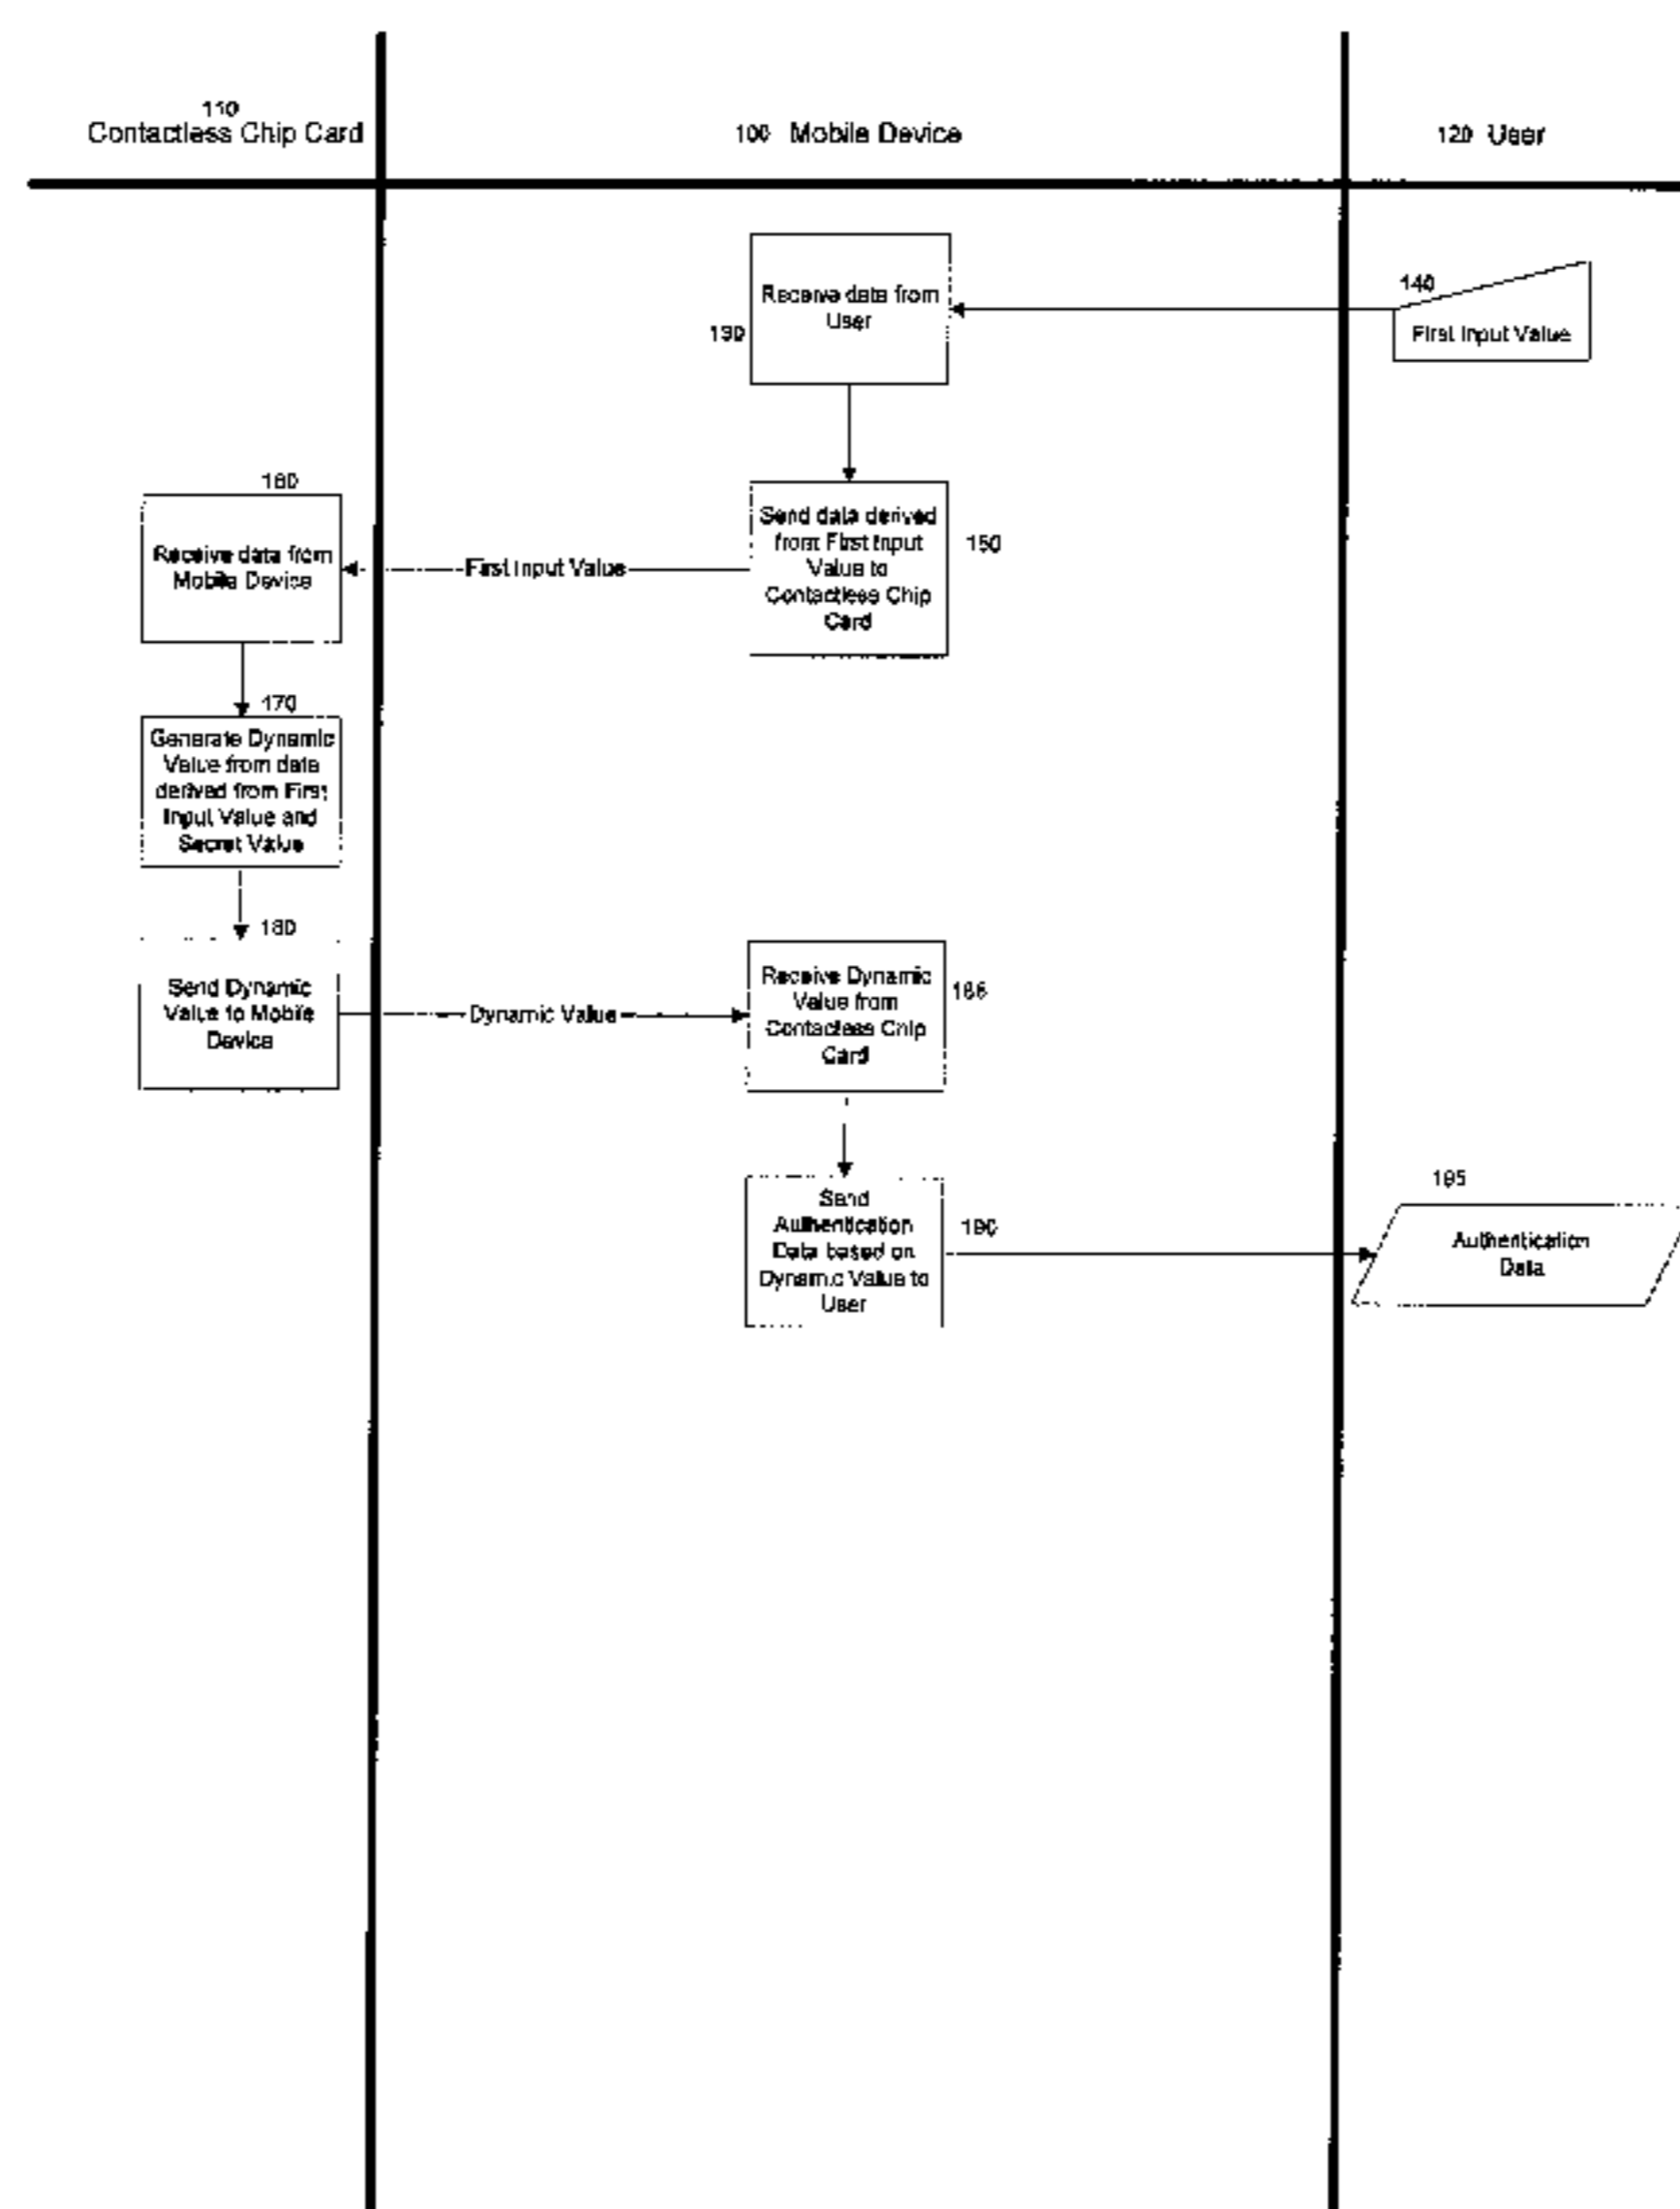 110
Contactless Chip Card
100 Mobile Device
120 User
Receive data from
User
130
140
First Input Value
160
Receive data from
Mobile Device
First Input Value
Send data derived
from First Input
Value to
Contactless Chip
Card
150
170
Generate Dynamic
Value from data
derived from First
Input Value and
Secret Value
180
Send Dynamic
Value to Mobile
Device
Dynamic Value
Receive Dynamic
Value from
Contactless Chip
Card
185
Send
Authentication
Data based on
Dynamic Value to
User
190
195
Authentication
Data